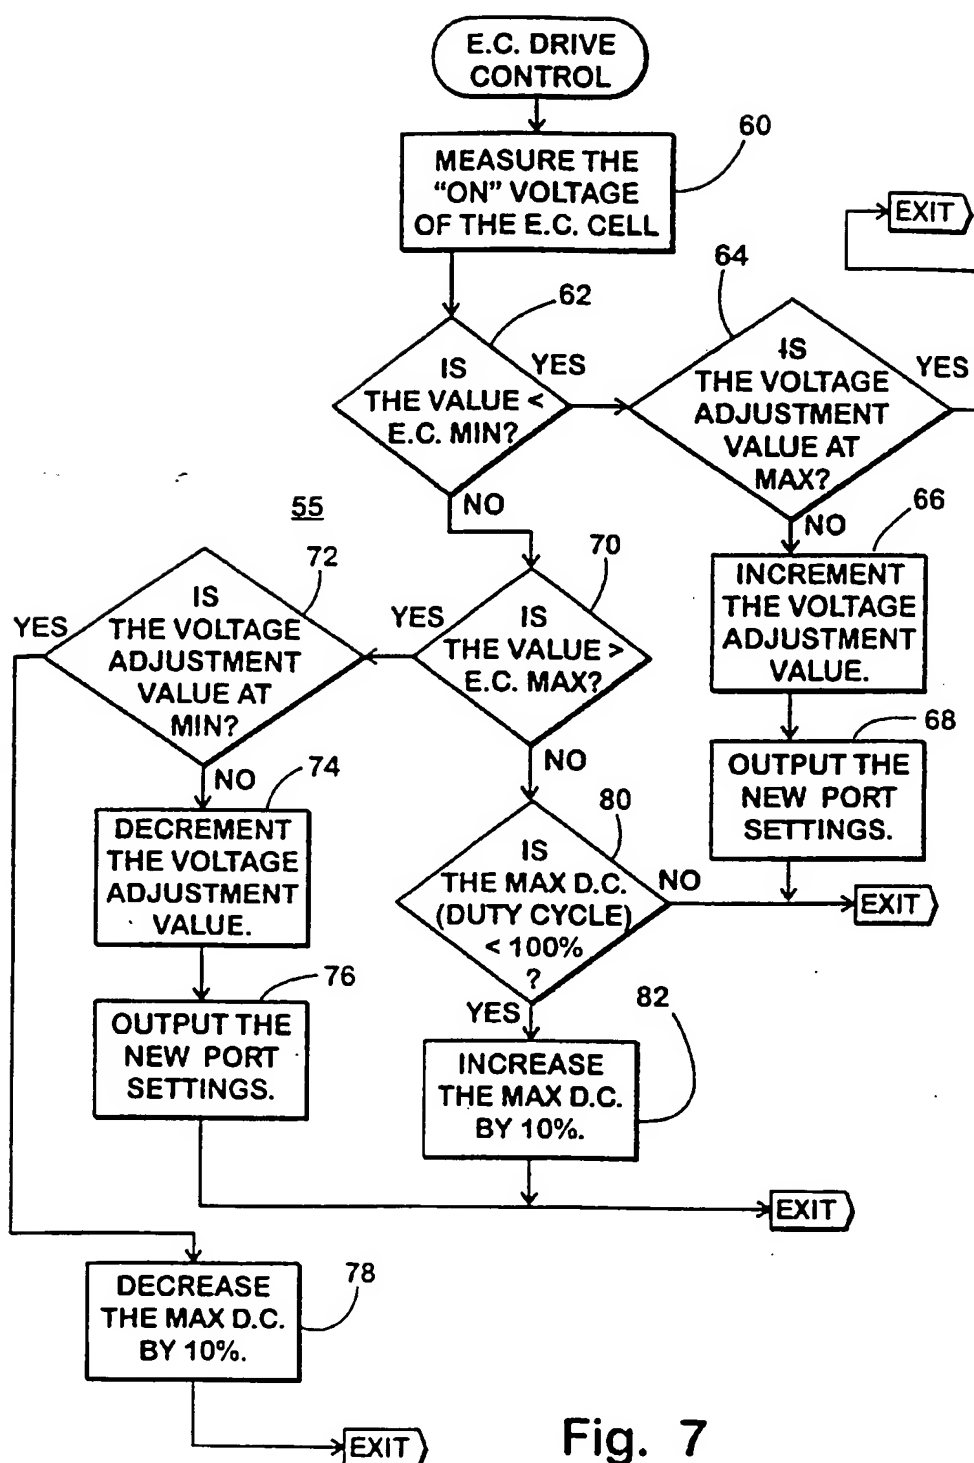 E.C. DRIVE
CONTROL
60
MEASURE THE
"ON" VOLTAGE
OF THE E.C. CELL
EXIT
64
62
IS
THE VALUE <
E.C. MIN?
YES
IS
THE VOLTAGE
ADJUSTMENT
VALUE AT
MAX?
YES
NO
NO
66
INCREMENT
THE VOLTAGE
ADJUSTMENT
VALUE.
68
OUTPUT THE
NEW PORT
SETTINGS.
EXIT
55
70
IS
THE VALUE >
E.C. MAX?
YES
NO
72
IS
THE VOLTAGE
ADJUSTMENT
VALUE AT
MIN?
YES
NO
74
DECREMENT
THE VOLTAGE
ADJUSTMENT
VALUE.
76
OUTPUT THE
NEW PORT
SETTINGS.
80
IS
THE MAX D.C.
(DUTY CYCLE)
< 100%
?
NO
YES
82
INCREASE
THE MAX D.C.
BY 10%.
EXIT
78
DECREASE
THE MAX D.C.
BY 10%.
EXIT
Fig. 7